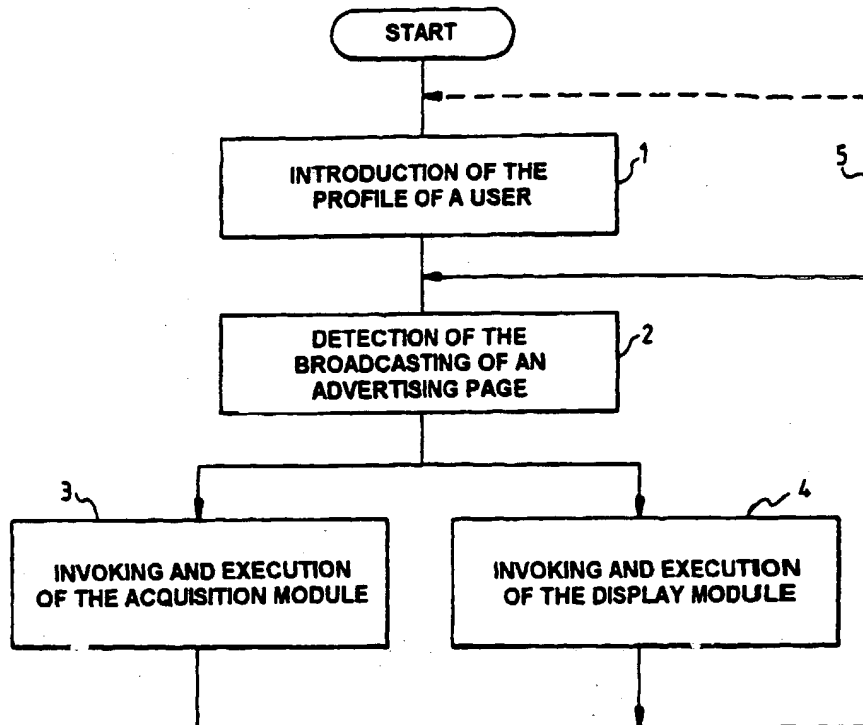 START
INTRODUCTION OF THE
PROFILE OF A USER
1
5
DETECTION OF THE
BROADCASTING OF AN
ADVERTISING PAGE
2
3
4
INVOKING AND EXECUTION
OF THE ACQUISITION MODULE
INVOKING AND EXECUTION
OF THE DISPLAY MODULE